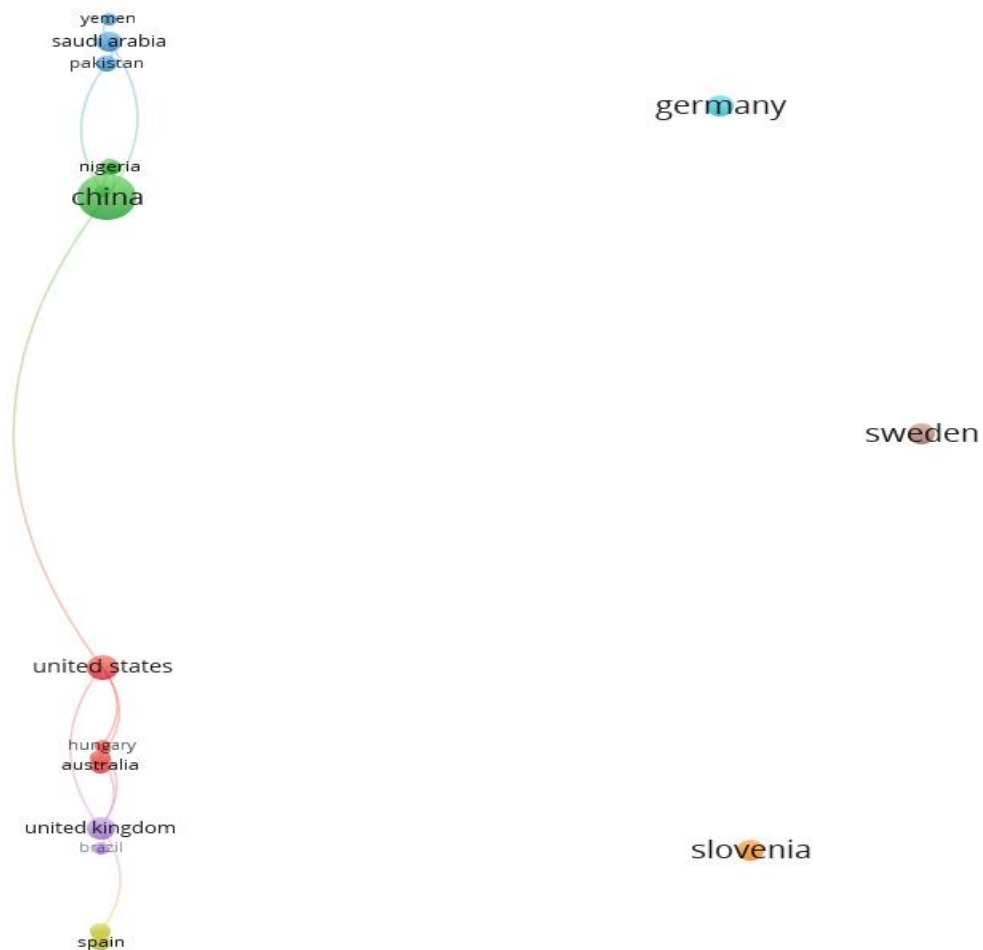 yemen
saudi arabia
pakistan
germany
nigeria
china
sweden
united states
hungary
australia
united kingdom
brazil
slovenia
spain